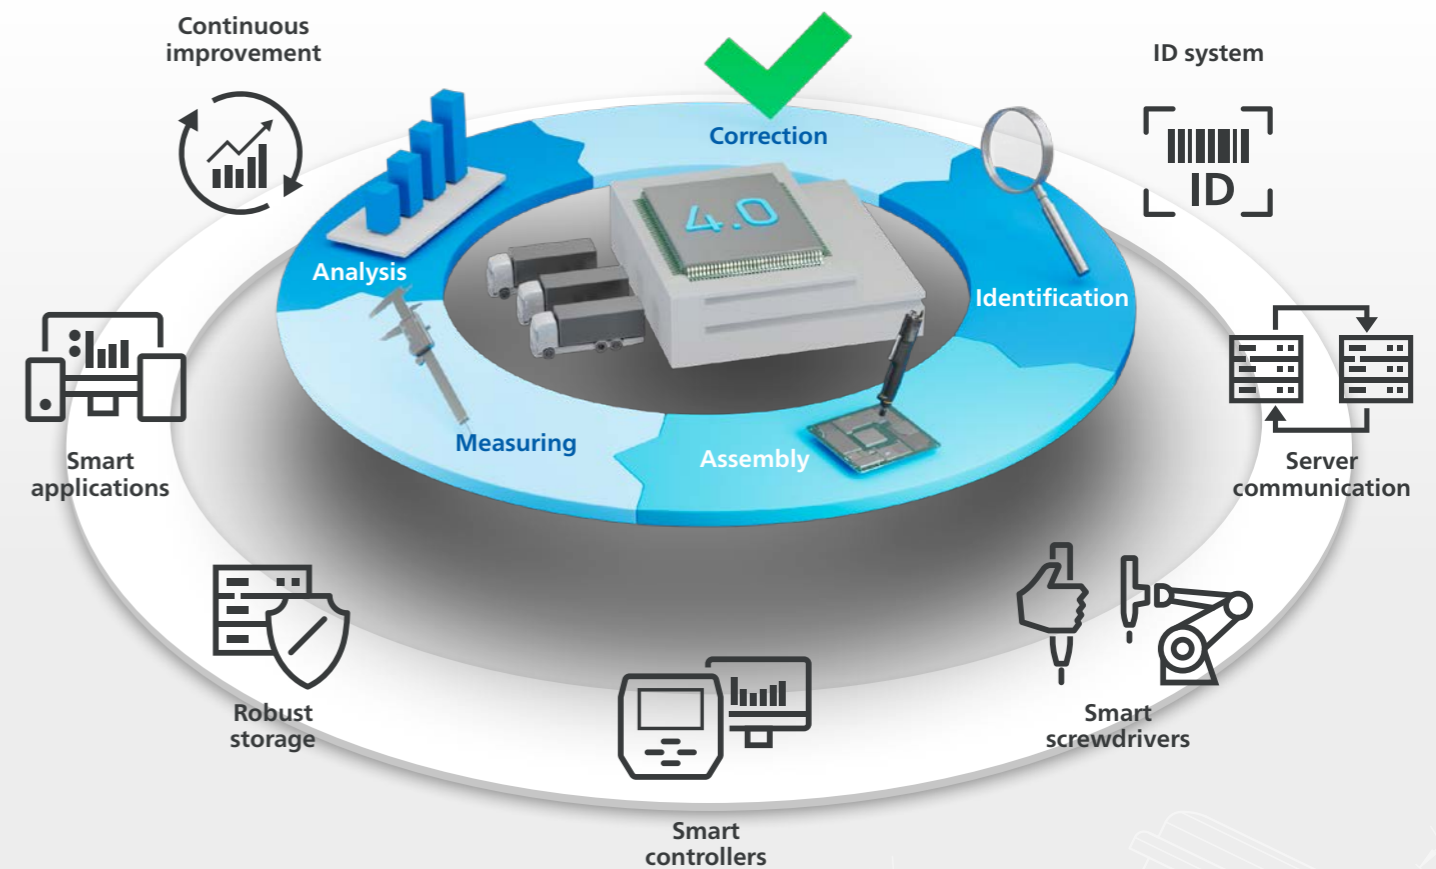 Continuous
improvement
ID system
Correction
ID
4.0
Analysis
Identification
Measuring
Assembly
Smart
applications
Server
communication
Robust
storage
Smart
screwdrivers
Smart
controllers